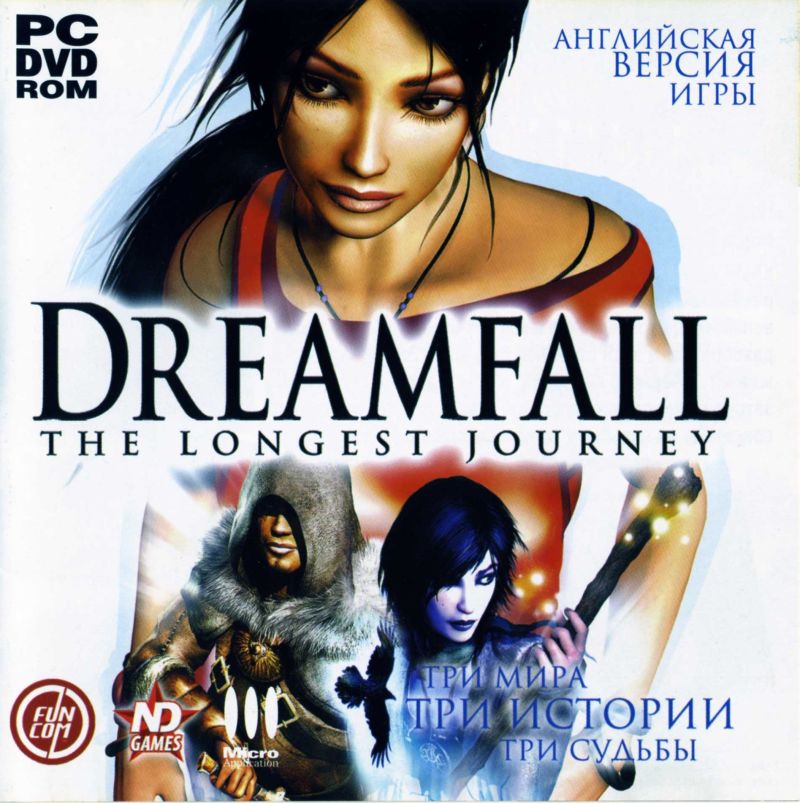 PC
DVD
ROM
АНГЛИЙСКАЯ
ВЕРСИЯ
ИГРЫ
DREAMFALL
THE LONGEST JOURNEY
ТРИ МИРА
ТРИ ИСТОРИИ
ТРИ СУДЬБЫ
FUN
COM
ND
GAMES
Micro
Application